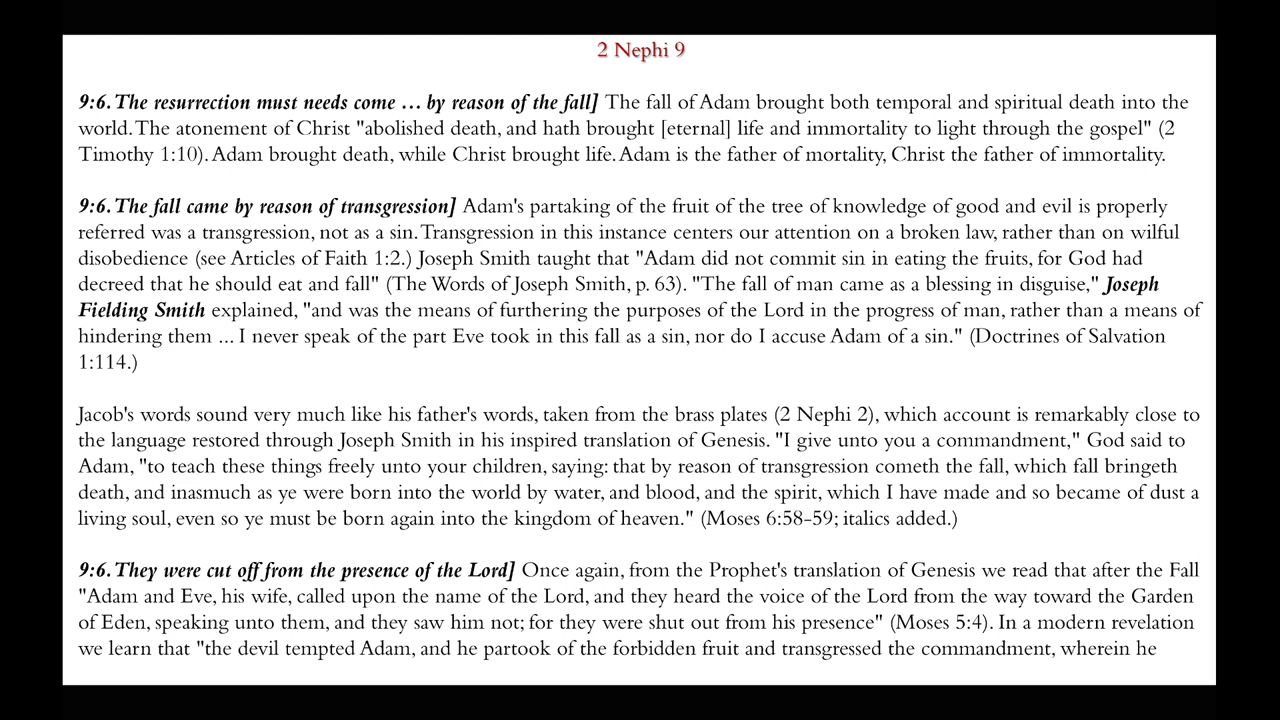 2 Nephi 9
9:6. The resurrection must needs come ... by reason of the fall] The fall of Adam brought both temporal and spiritual death into the
world. The atonement of Christ "abolished death, and hath brought [eternal] life and immortality to light through the gospel" (2
Timothy 1:10). Adam brought death, while Christ brought life. Adam is the father of mortality, Christ the father of immortality.
9:6. The fall came by reason of transgression] Adam's partaking of the fruit of the tree of knowledge of good and evil is properly
referred was a transgression, not as a sin. Transgression in this instance centers our attention on a broken law, rather than on wilful
disobedience (see Articles of Faith 1:2.) Joseph Smith taught that "Adam did not commit sin in eating the fruits, for God had
decreed that he should eat and fall" (The Words of Joseph Smith, p. 63). "The fall of man came as a blessing in disguise," Joseph
Fielding Smith explained, "and was the means of furthering the purposes of the Lord in the progress of man, rather than a means of
hindering them ... I never speak of the part Eve took in this fall as a sin, nor do I accuse Adam of a sin." (Doctrines of Salvation
1:114.)
Jacob's words sound very much like his father's words, taken from the brass plates (2 Nephi 2), which account is remarkably close to
the language restored through Joseph Smith in his inspired translation of Genesis. "I give unto you a commandment," God said to
Adam, "to teach these things freely unto your children, saying: that by reason of transgression cometh the fall, which fall bringeth
death, and inasmuch as ye were born into the world by water, and blood, and the spirit, which I have made and so became of dust a
living soul, even so ye must be born again into the kingdom of heaven." (Moses 6:58-59; italics added.)
9:6. They were cut off from the presence of the Lord] Once again, from the Prophet's translation of Genesis we read that after the Fall
"Adam and Eve, his wife, called upon the name of the Lord, and they heard the voice of the Lord from the way toward the Garden
of Eden, speaking unto them, and they saw him not; for they were shut out from his presence" (Moses 5:4). In a modern revelation
we learn that "the devil tempted Adam, and he partook of the forbidden fruit and transgressed the commandment, wherein he